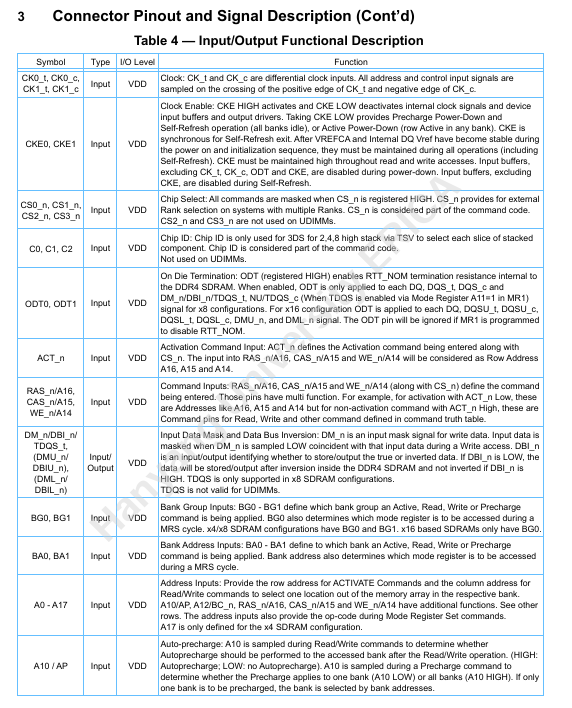 3 Connector Pinout and Signal Description (Cont'd)
Table 4 — Input/Output Functional Description
Symbol Type I/O Level Function
CK0_t, CK0_c,
CK1_t, CK1_c
Input VDD
Clock: CK_t and CK_c are differential clock inputs. All address and control input signals are
sampled on the crossing of the positive edge of CK_t and negative edge of CK_c.
CKE0, CKE1 Input VDD
Clock Enable: CKE HIGH activates and CKE LOW deactivates internal clock signals and device
input buffers and output drivers. Taking CKE LOW provides Precharge Power-Down and
Self-Refresh operation (all banks idle), or Active Power-Down (row Active in any bank). CKE is
synchronous for Self-Refresh exit. After VREFCA and Internal DQ Vref have become stable during
the power on and initialization sequence, they must be maintained during all operations (including
Self-Refresh). CKE must be maintained high throughout read and write accesses. Input buffers,
excluding CK_t, CK_c, ODT and CKE, are disabled during power-down. Input buffers, excluding
CKE, are disabled during Self-Refresh.
CS0_n, CS1_n,
CS2_n, CS3_n
Input VDD
Chip Select: All commands are masked when CS_n is registered HIGH. CS_n provides for external
Rank selection on systems with multiple Ranks. CS_n is considered part of the command code.
CS2_n and CS3_n are not used on UDIMMs.
C0, C1, C2 Input VDD
Chip ID: Chip ID is only used for 3DS for 2,4,8 high stack via TSV to select each slice of stacked
component. Chip ID is considered part of the command code.
Not used on UDIMMs.
ODT0, ODT1 Input VDD
On Die Termination: ODT (registered HIGH) enables RTT_NOM termination resistance internal to
the DDR4 SDRAM. When enabled, ODT is only applied to each DQ, DQS_t, DQS_c and
DM_n/DBI_n/TDQS_t, NU/TDQS_c (When TDQS is enabled via Mode Register A11=1 in MR1)
signal for x8 configurations. For x16 configuration ODT is applied to each DQ, DQSU_t, DQSU_c,
DQSL_t, DQSL_c, DMU_n, and DML_n signal. The ODT pin will be ignored if MR1 is programmed
to disable RTT_NOM.
ACT_n Input VDD
Activation Command Input: ACT_n defines the Activation command being entered along with
CS_n. The input into RAS_n/A16, CAS_n/A15 and WE_n/A14 will be considered as Row Address
A16, A15 and A14.
RAS_n/A16,
CAS_n/A15,
WE_n/A14
Input VDD
Command Inputs: RAS_n/A16, CAS_n/A15 and WE_n/A14 (along with CS_n) define the command
being entered. Those pins have multi function. For example, for activation with ACT_n Low, these
are Addresses like A16, A15 and A14 but for non-activation command with ACT_n High, these are
Command pins for Read, Write and other command defined in command truth table.
DM_n/DBI_n/
TDQS_t,
(DMU_n/
DBIU_n),
(DML_n/
DBIL_n)
Input/
Output
VDD
Input Data Mask and Data Bus Inversion: DM_n is an input mask signal for write data. Input data is
masked when DM_n is sampled LOW coincident with that input data during a Write access. DBI_n
is an input/output identifying whether to store/output the true or inverted data. If DBI_n is LOW, the
data will be stored/output after inversion inside the DDR4 SDRAM and not inverted if DBI_n is
HIGH. TDQS is only supported in x8 SDRAM configurations.
TDQS is not valid for UDIMMs.
BG0, BG1 Input VDD
Bank Group Inputs: BG0 - BG1 define which bank group an Active, Read, Write or Precharge
command is being applied. BG0 also determines which mode register is to be accessed during a
MRS cycle. x4/x8 SDRAM configurations have BG0 and BG1. x16 based SDRAMs only have BG0.
BA0, BA1 Input VDD
Bank Address Inputs: BA0 - BA1 define to which bank an Active, Read, Write or Precharge
command is being applied. Bank address also determines which mode register is to be accessed
during a MRS cycle.
A0 - A17 Input VDD
Address Inputs: Provide the row address for ACTIVATE Commands and the column address for
Read/Write commands to select one location out of the memory array in the respective bank.
A10/AP, A12/BC_n, RAS_n/A16, CAS_n/A15 and WE_n/A14 have additional functions. See other
rows. The address inputs also provide the op-code during Mode Register Set commands.
A17 is only defined for the x4 SDRAM configuration.
A10 / AP Input VDD
Auto-precharge: A10 is sampled during Read/Write commands to determine whether
Autoprecharge should be performed to the accessed bank after the Read/Write operation. (HIGH:
Autoprecharge; LOW: no Autoprecharge). A10 is sampled during a Precharge command to
determine whether the Precharge applies to one bank (A10 LOW) or all banks (A10 HIGH). If only
one bank is to be precharged, the bank is selected by bank addresses.